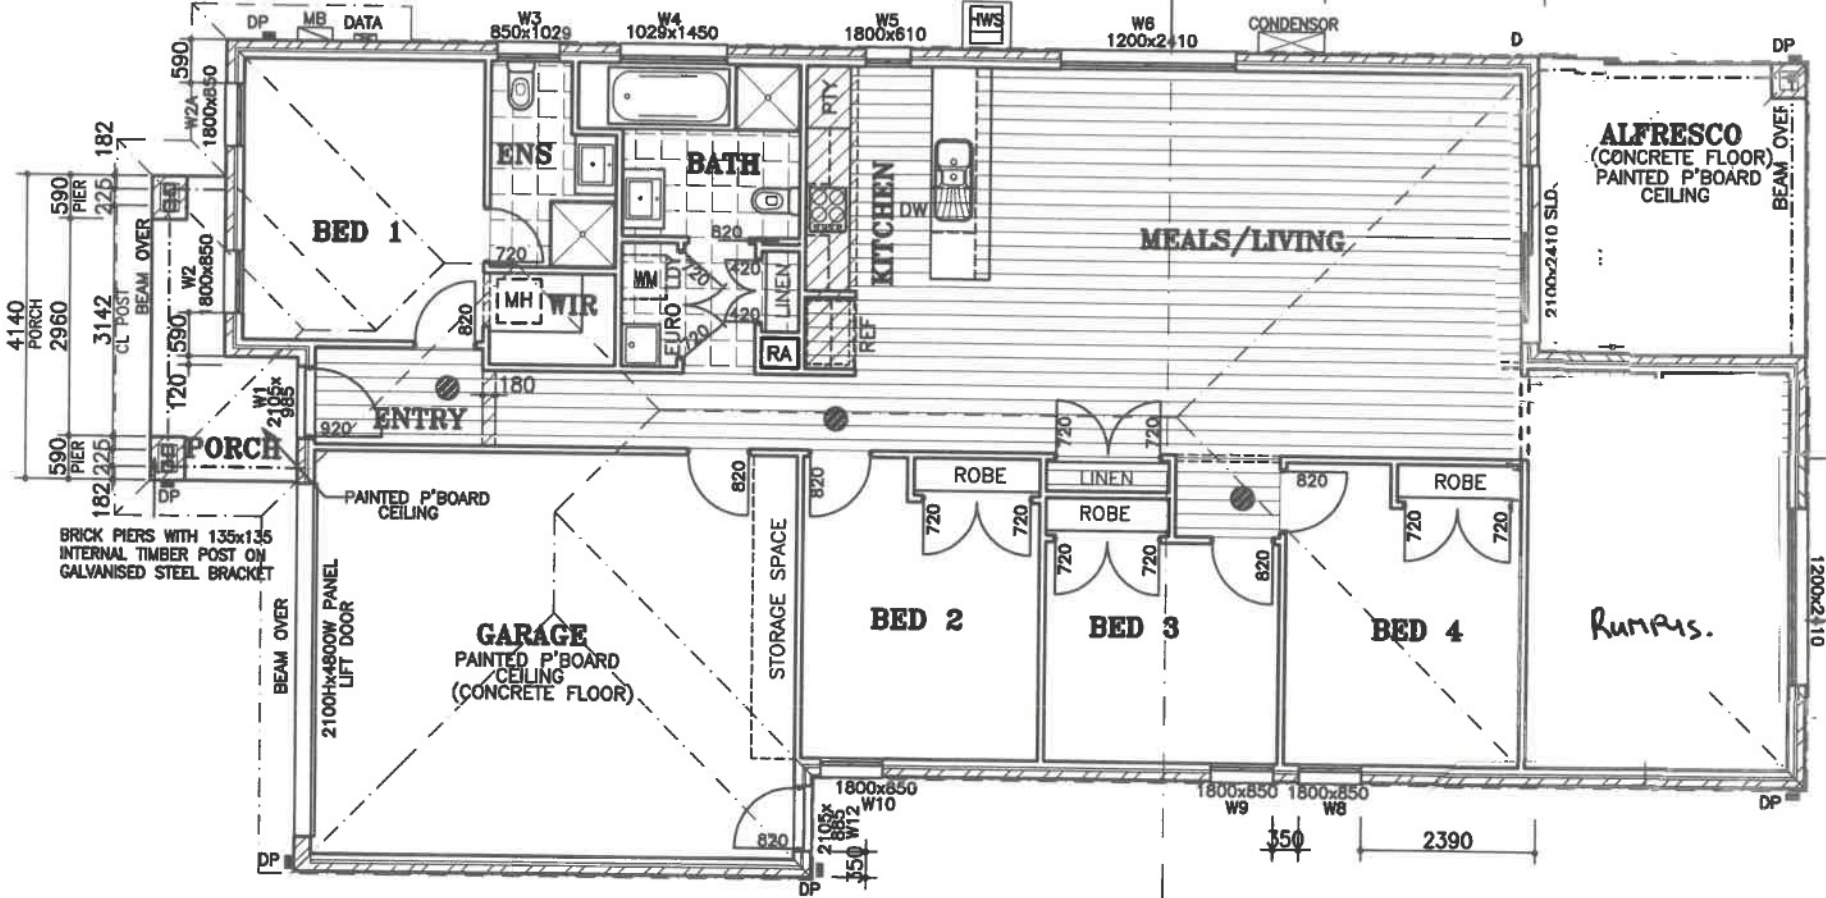 DP
MB
DATA
W3
850x1029
W4
1029x1450
W5
1800x610
HWS
W6
1200x2410
CONDENSOR
D
DP
590
W2A
1800x850
182
590
PIER
225
BEAM OVER
W2
1800x850
4140
PORCH
2960
3142
CL POST
590
120
590
PIER
225
182
DP
BED 1
ENS
720
BATH
820
PTY
KITCHEN
DW
MEALS/LIVING
2100x2410 SLD.
ALFRESCO
(CONCRETE FLOOR)
PAINTED P'BOARD
CEILING
BEAM OVER
MH
WIR
820
WM
EURO LDY
720
420
LINEN
420
720
RA
REF
W1
2105x
985
920
ENTRY
180
PORCH
BRICK PIERS WITH 135x135
INTERNAL TIMBER POST ON
GALVANISED STEEL BRACKET
PAINTED P'BOARD
CEILING
820
820
ROBE
720
720
720
720
LINEN
ROBE
720
720
820
820
ROBE
720
720
BEAM OVER
2100Hx4800W PANEL
LIFT DOOR
GARAGE
PAINTED P'BOARD
CEILING
(CONCRETE FLOOR)
STORAGE SPACE
BED 2
BED 3
BED 4
Rumpus.
1200x2410
820
2105x
885
W12
350
1800x850
W10
1800x850
W9
1800x850
W8
350
2390
DP
DP
DP